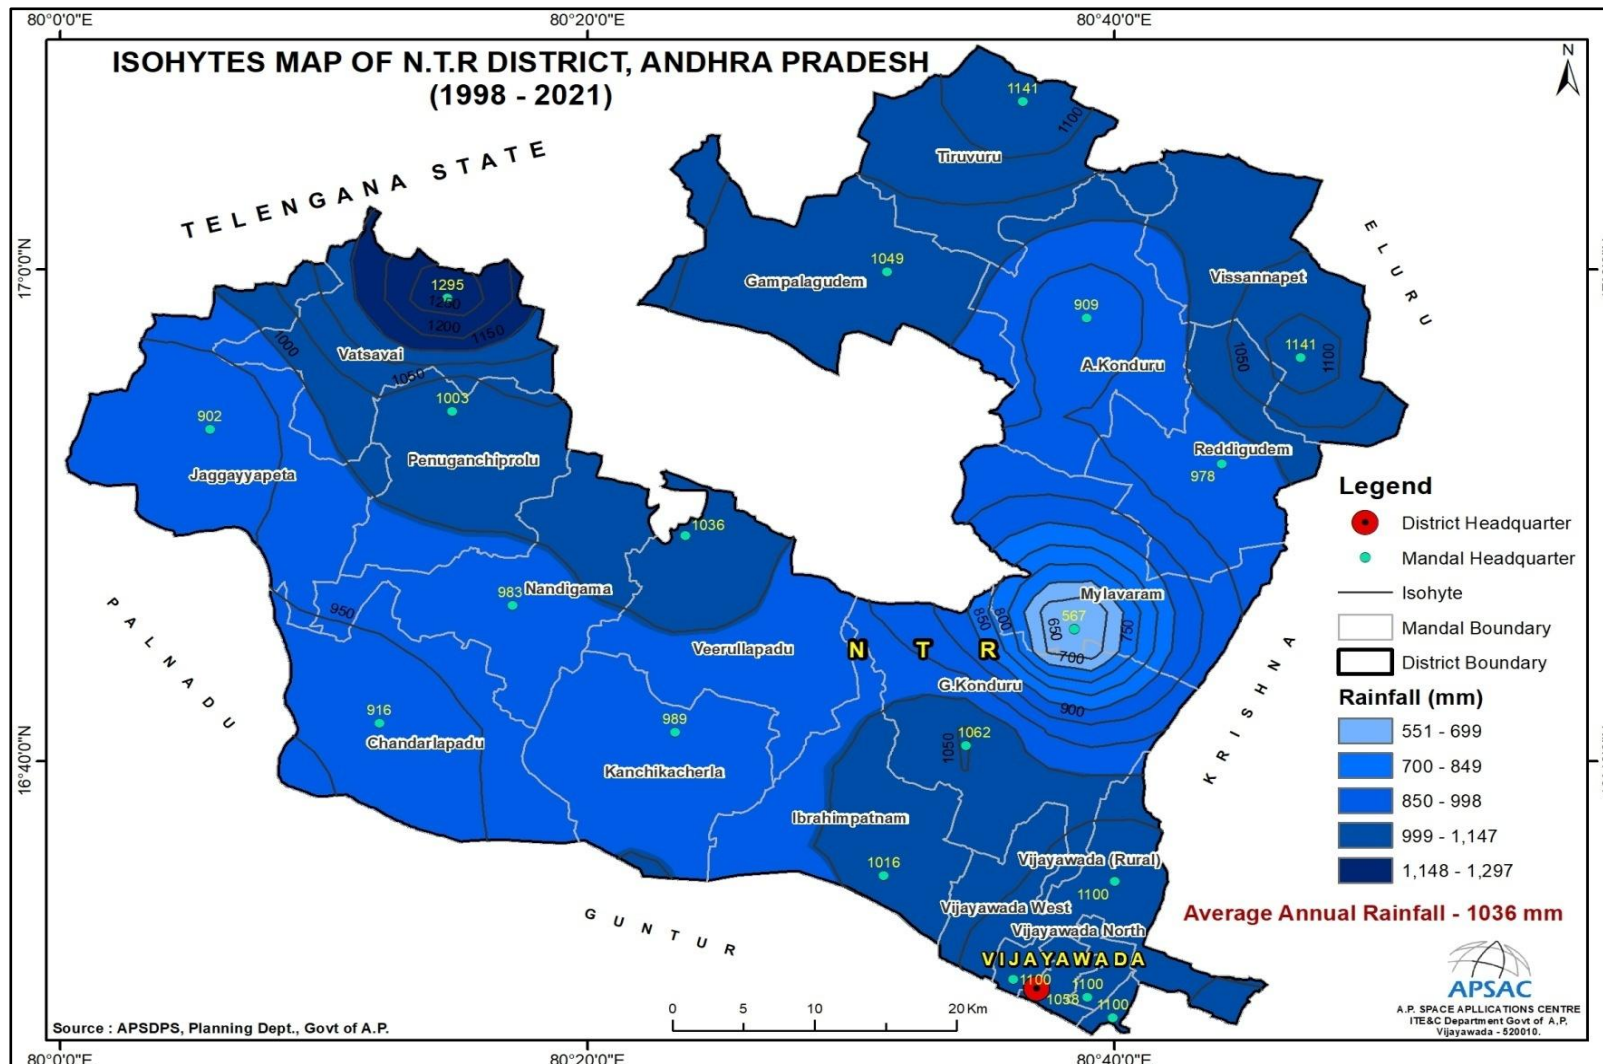 80°0'0"E 80°20'0"E 80°40'0"E
ISOHYTES MAP OF N.T.R DISTRICT, ANDHRA PRADESH
(1998 - 2021)
N
TELENGANA STATE
1141
1100
Tiruvuru
17°0'0"N
ELURU
1049
Gampalagudem
Vissannapet
1295
1200
1150
Vatsavai
1000
1050
909
A.Konduru
1141
1050
1100
1003
902
Penuganchiprolu
Jaggayyapeta
Reddigudem
978
1036
PALNADU
983
Nandigama
950
Mylavaram
567
850
800
650
750
700
Veerullapadu
NTR
G.Konduru
900
KRISHNA
916
Chandarlapadu
989
Kanchikacherla
1062
1050
16°40'0"N
Ibrahimpatnam
1016
Vijayawada (Rural)
1100
Vijayawada West
Vijayawada North
VIJAYAWADA
1100
1100
1058
1100
GUNTUR
Legend
District Headquarter
Mandal Headquarter
Isohyte
Mandal Boundary
District Boundary
Rainfall (mm)
551 - 699
700 - 849
850 - 998
999 - 1,147
1,148 - 1,297
Average Annual Rainfall - 1036 mm
APSAC
A.P. SPACE APLLICATIONS CENTRE
ITE&C Department Govt of A.P,
Vijayawada - 520010.
0 5 10 20 Km
Source : APSDPS, Planning Dept., Govt of A.P.
80°0'0"E 80°20'0"E 80°40'0"E